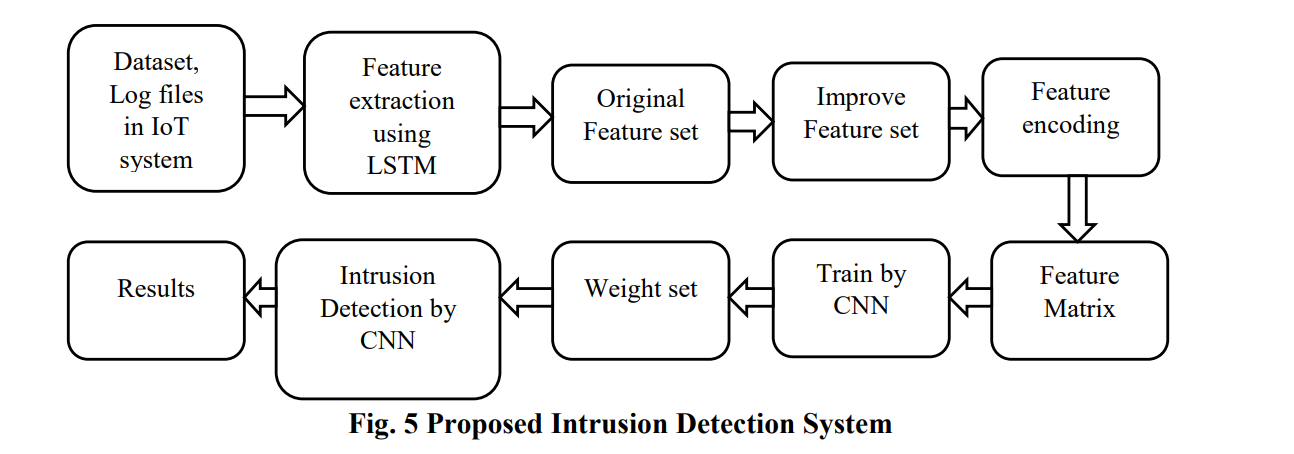 Dataset,
Log files
in IoT
system
Feature
extraction
using
LSTM
Original
Feature set
Improve
Feature set
Feature
encoding
Feature
Matrix
Train by
CNN
Weight set
Intrusion
Detection by
CNN
Results
Fig. 5 Proposed Intrusion Detection System